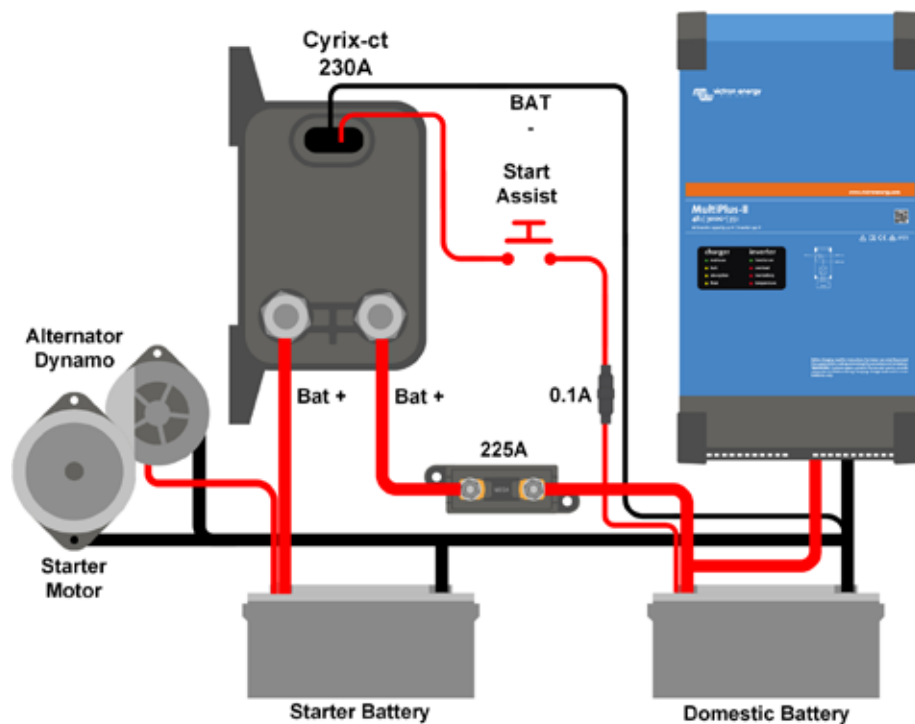 Cyrix-ct
230A
BAT
-
Start
Assist
victron energy
MultiPlus-II
charger
inverter
Alternator
Dynamo
Bat +
Bat +
0.1A
225A
Starter
Motor
Starter Battery
Domestic Battery